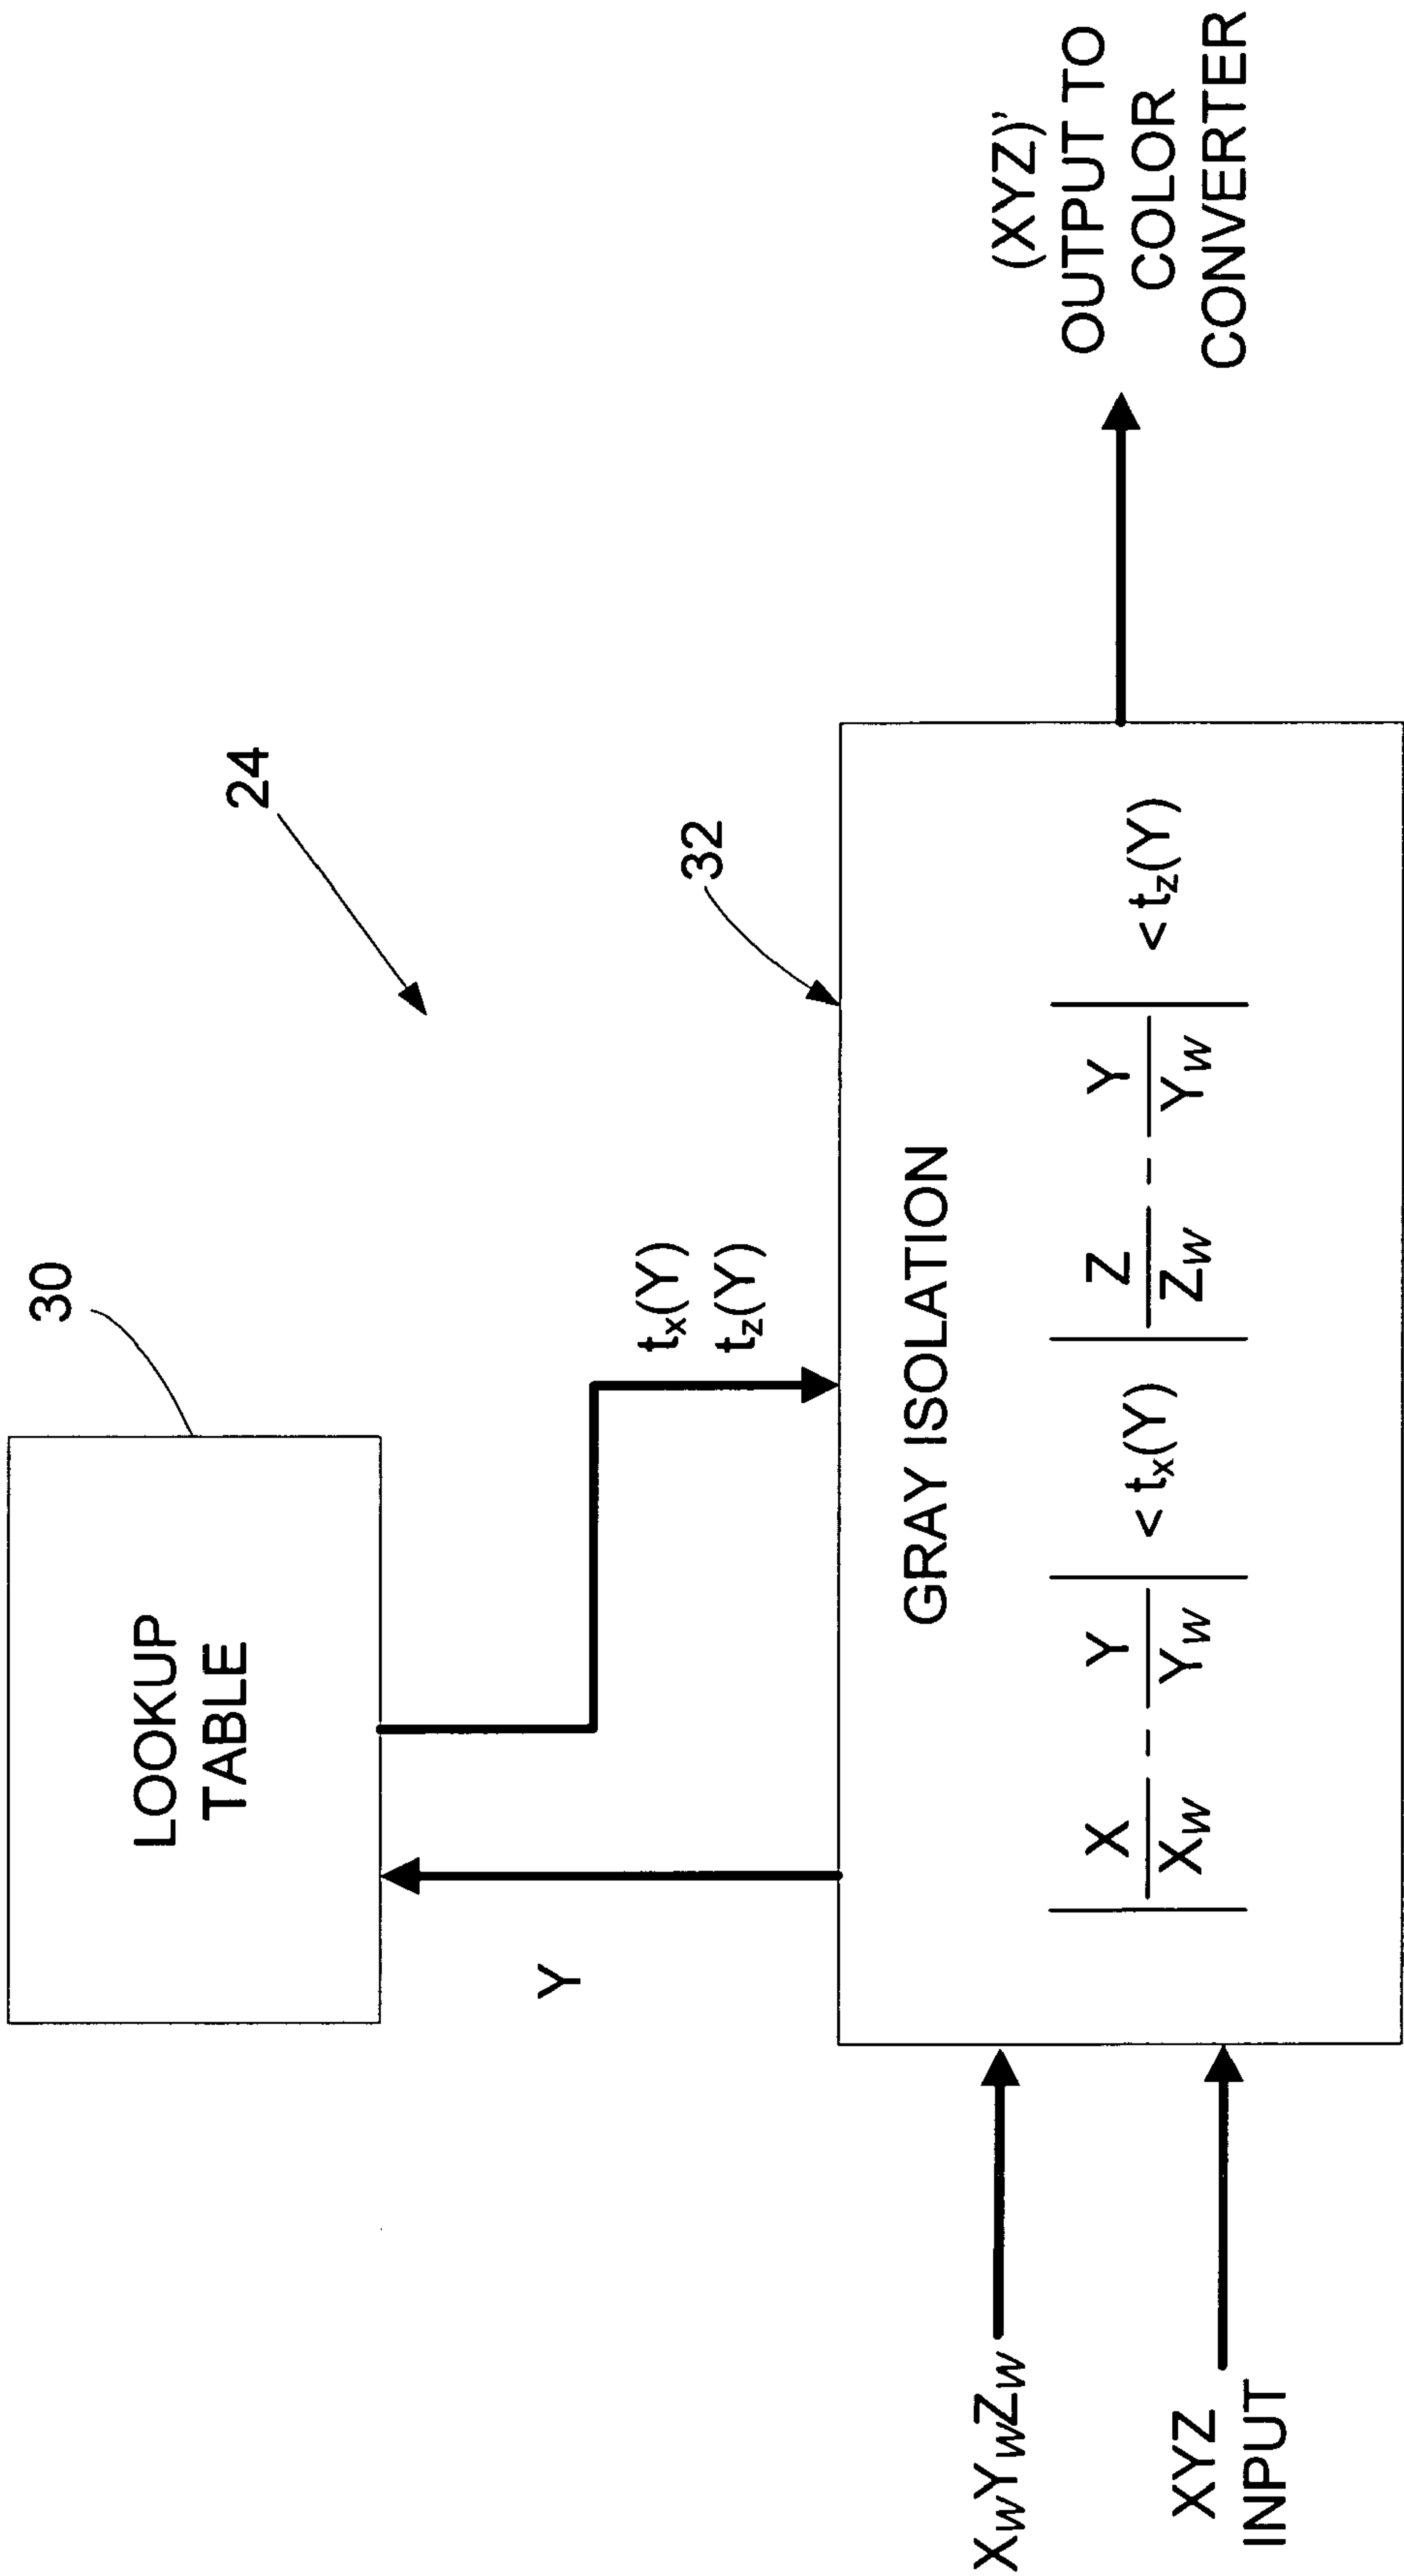 30
LOOKUP
TABLE
24
Y
tx(Y)
tz(Y)
32
GRAY ISOLATION
| X/XW - Y/YW | < tx(Y) | Z/ZW - Y/YW | < tz(Y)
XWYWZW
XYZ
INPUT
(XYZ)'
OUTPUT TO
COLOR
CONVERTER